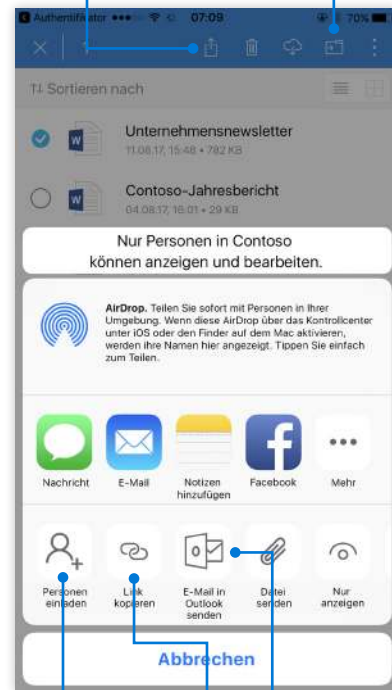 Authentifikator 07:09 70%
1
Sortieren nach
Unternehmensnewsletter
11.08.17, 15:48 • 782 KB
Contoso-Jahresbericht
04.08.17, 16:01 • 29 KB
Nur Personen in Contoso
können anzeigen und bearbeiten.
AirDrop. Teilen Sie sofort mit Personen in Ihrer
Umgebung. Wenn diese AirDrop über das Kontrollcenter
unter iOS oder den Finder auf dem Mac aktivieren,
werden ihre Namen hier angezeigt. Tippen Sie einfach
zum Teilen.
Nachricht E-Mail Notizen hinzufügen Facebook Mehr
Personen einladen Link kopieren E-Mail in Outlook senden Datei senden Nur anzeigen
Abbrechen